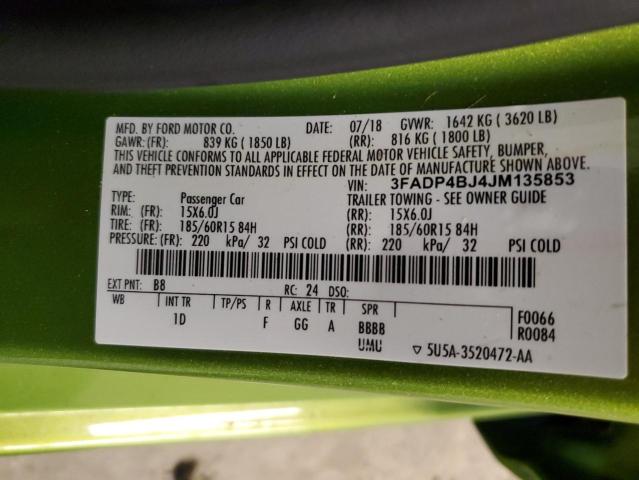 MFD. BY FORD MOTOR CO. DATE: 07/18 GVWR: 1642 KG ( 3620 LB)
GAWR: (FR): 839 KG ( 1850 LB) (RR): 816 KG ( 1800 LB)
THIS VEHICLE CONFORMS TO ALL APPLICABLE FEDERAL MOTOR VEHICLE SAFETY, BUMPER,
AND THEFT PREVENTION STANDARDS IN EFFECT ON THE DATE OF MANUFACTURE SHOWN ABOVE.
VIN: 3FADP4BJ4JM135853
TYPE: Passenger Car TRAILER TOWING - SEE OWNER GUIDE
RIM: (FR): 15X6.0J (RR): 15X6.0J
TIRE: (FR): 185/60R15 84H (RR): 185/60R15 84H
PRESSURE: (FR): 220 kPa/ 32 PSI COLD (RR): 220 kPa/ 32 PSI COLD
EXT PNT: B8 RC: 24 DSO:
WB INT TR TP/PS R AXLE TR SPR F0066
1D F GG A BBBB R0084
UMU ▽ 5U5A-3520472-AA